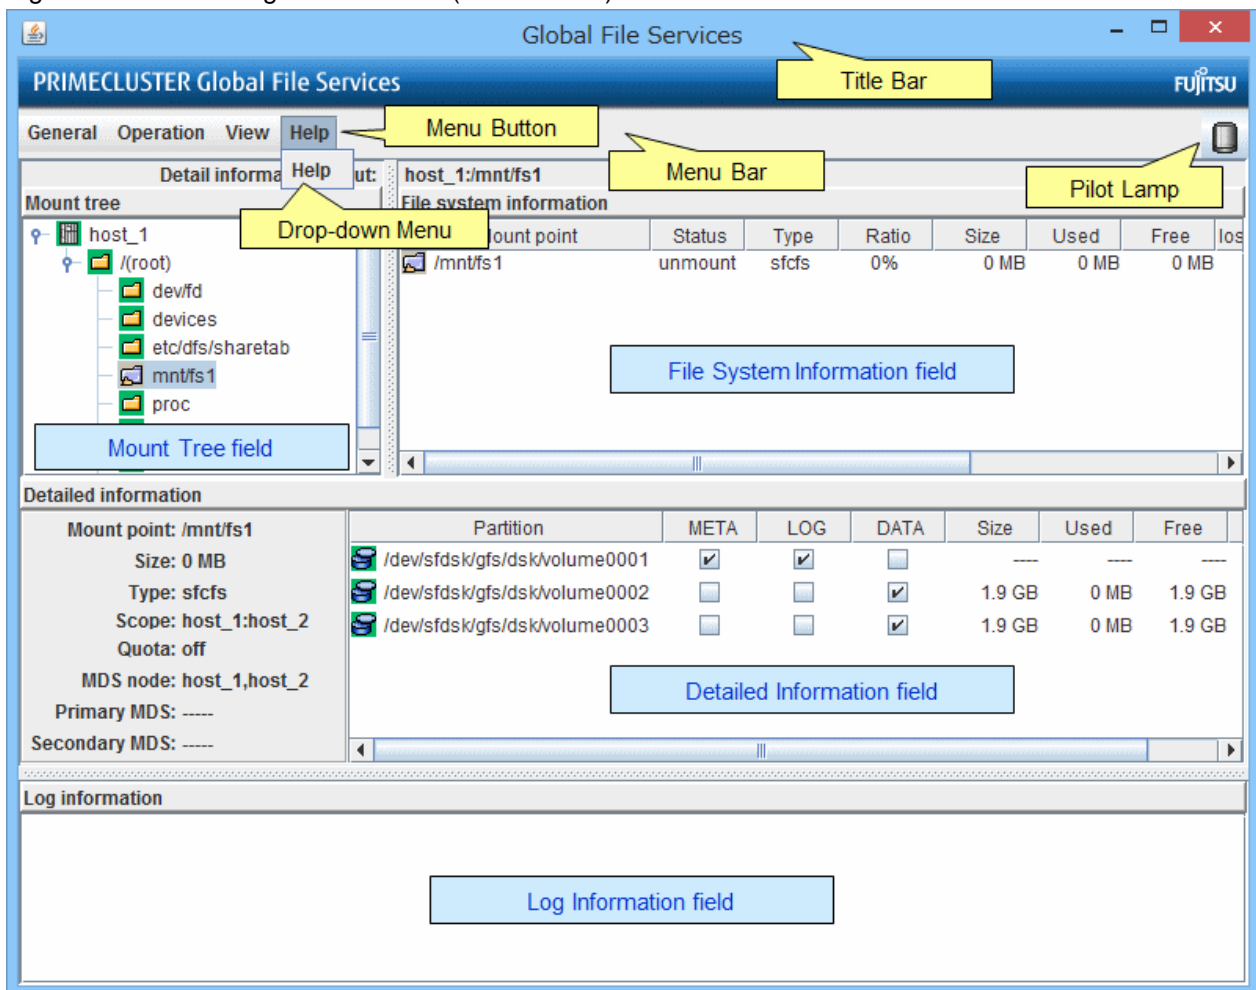 Global File Services
Title Bar
PRIMECLUSTER Global File Services
FUJITSU
General Operation View Help
Menu Button
Menu Bar
Pilot Lamp
Help
Drop-down Menu
Detail informa ut: host_1:/mnt/fs1
Mount tree
File system information
host_1
/(root)
dev/fd
devices
etc/dfs/sharetab
mnt/fs1
proc
Mount Tree field
ount point Status Type Ratio Size Used Free los
/mnt/fs1 unmount sfcfs 0% 0 MB 0 MB 0 MB
File System Information field
Detailed information
Mount point: /mnt/fs1
Size: 0 MB
Type: sfcfs
Scope: host_1:host_2
Quota: off
MDS node: host_1,host_2
Primary MDS: -----
Secondary MDS: -----
Partition META LOG DATA Size Used Free
/dev/sfdsk/gfs/dsk/volume0001 ---- ---- ----
/dev/sfdsk/gfs/dsk/volume0002 1.9 GB 0 MB 1.9 GB
/dev/sfdsk/gfs/dsk/volume0003 1.9 GB 0 MB 1.9 GB
Detailed Information field
Log information
Log Information field